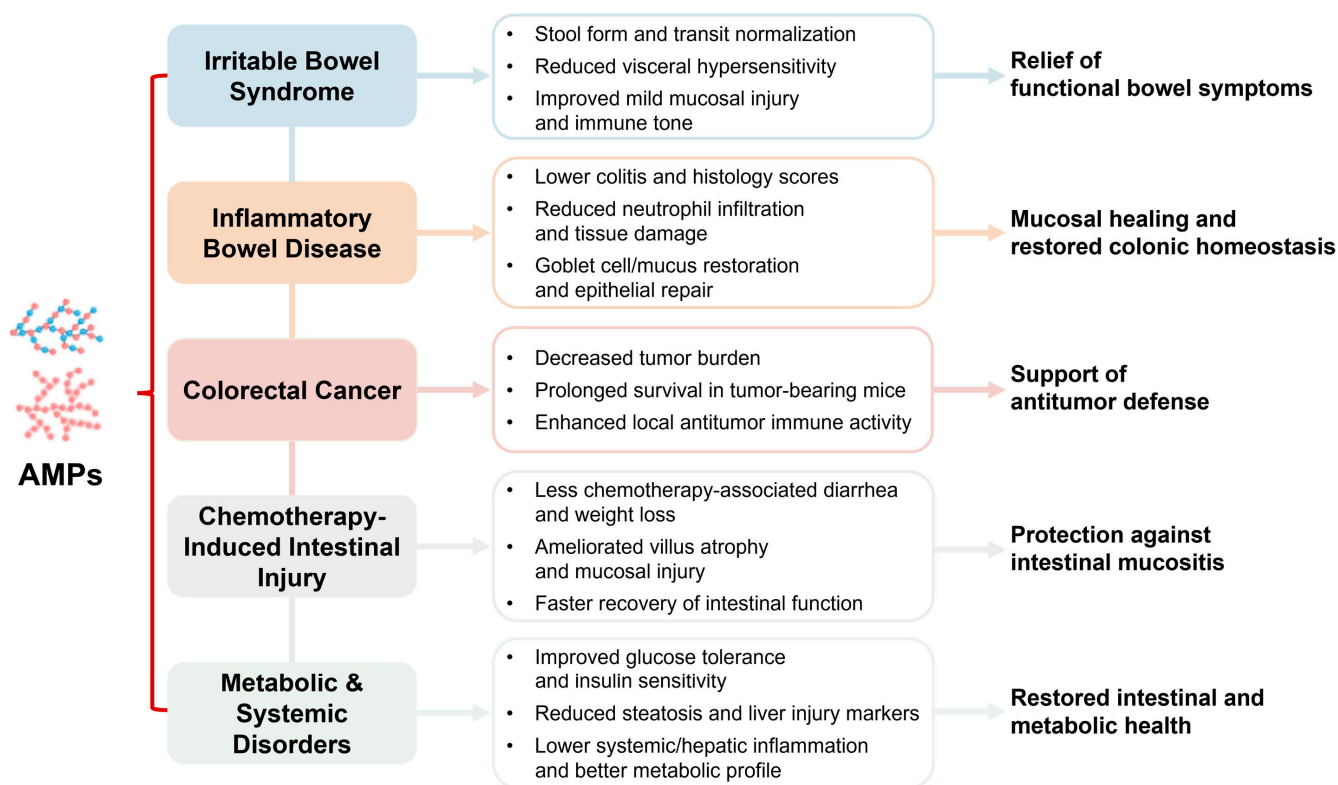 AMPs
Irritable Bowel
Syndrome
• Stool form and transit normalization
• Reduced visceral hypersensitivity
• Improved mild mucosal injury
and immune tone
Relief of
functional bowel symptoms
Inflammatory
Bowel Disease
• Lower colitis and histology scores
• Reduced neutrophil infiltration
and tissue damage
• Goblet cell/mucus restoration
and epithelial repair
Mucosal healing and
restored colonic homeostasis
Colorectal Cancer
• Decreased tumor burden
• Prolonged survival in tumor-bearing mice
• Enhanced local antitumor immune activity
Support of
antitumor defense
Chemotherapy-
Induced Intestinal
Injury
• Less chemotherapy-associated diarrhea
and weight loss
• Ameliorated villus atrophy
and mucosal injury
• Faster recovery of intestinal function
Protection against
intestinal mucositis
Metabolic &
Systemic
Disorders
• Improved glucose tolerance
and insulin sensitivity
• Reduced steatosis and liver injury markers
• Lower systemic/hepatic inflammation
and better metabolic profile
Restored intestinal and
metabolic health